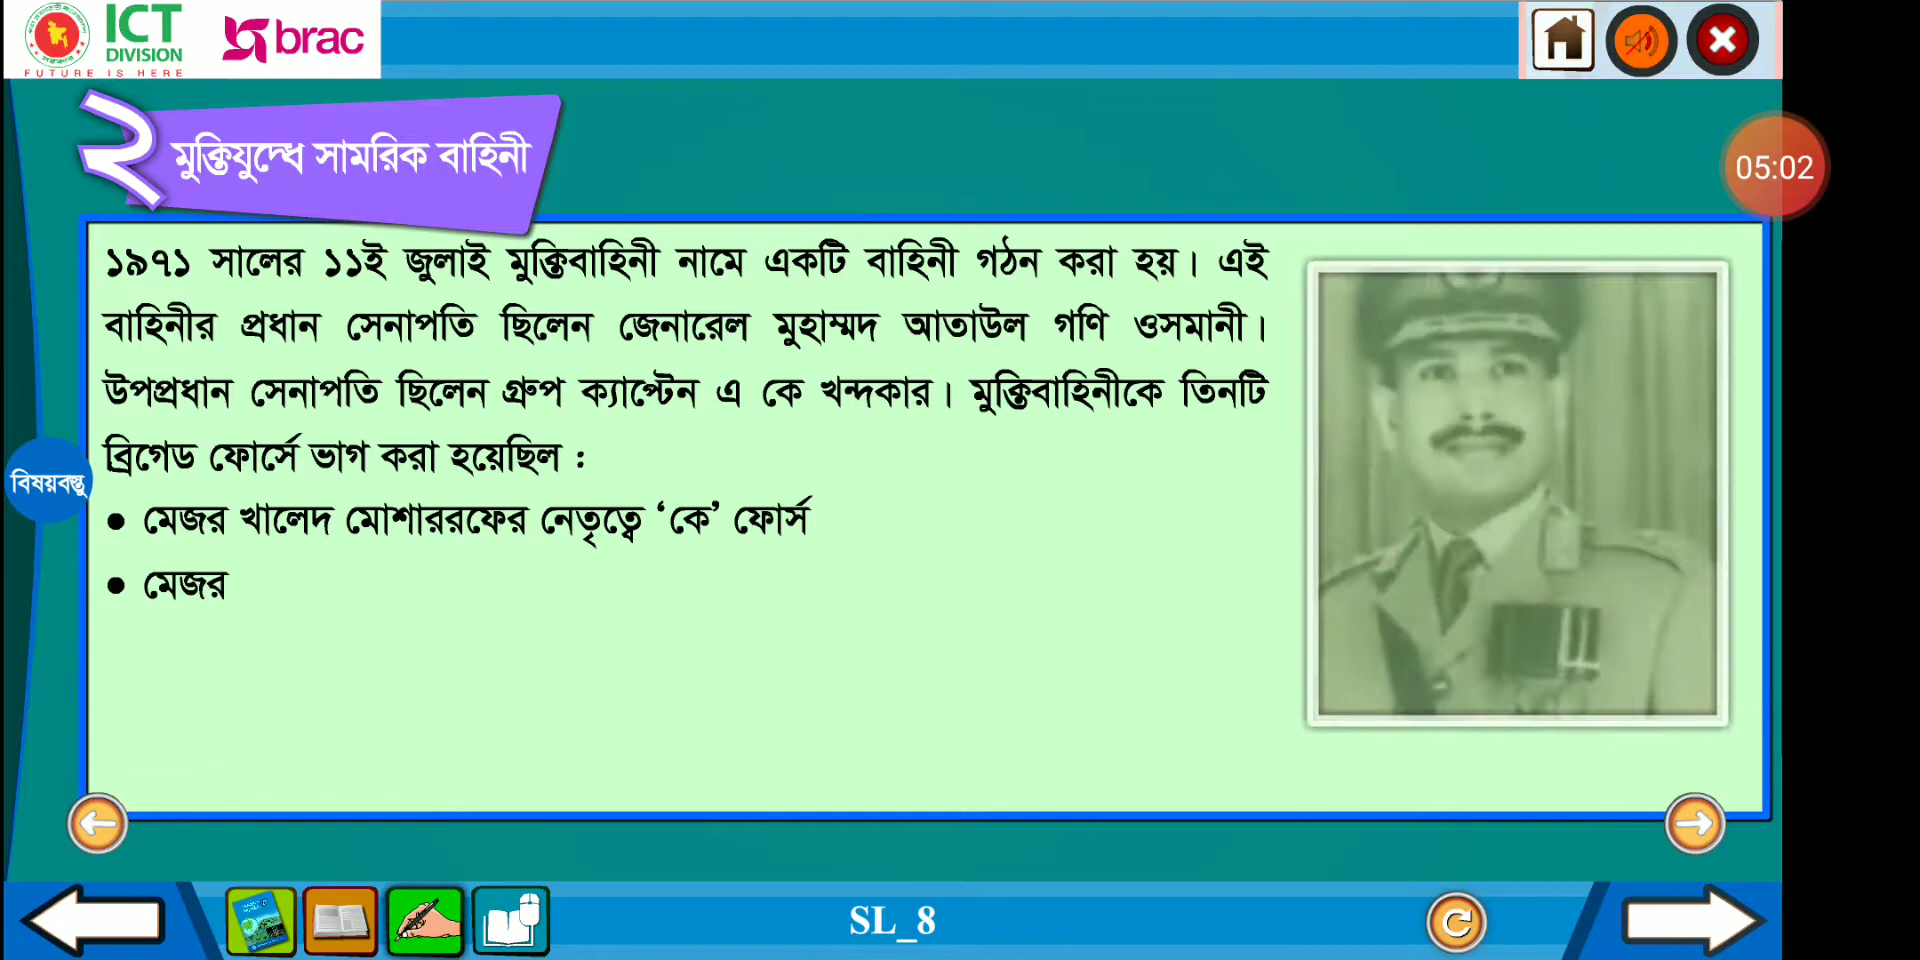 ICT
DIVISION
FUTURE IS HERE
brac
05:02
২ মুক্তিযুদ্ধে সামরিক বাহিনী
১৯৭১ সালের ১১ই জুলাই মুক্তিবাহিনী নামে একটি বাহিনী গঠন করা হয়। এই
বাহিনীর প্রধান সেনাপতি ছিলেন জেনারেল মুহাম্মদ আতাউল গণি ওসমানী।
উপপ্রধান সেনাপতি ছিলেন গ্রুপ ক্যাপ্টেন এ কে খন্দকার। মুক্তিবাহিনীকে তিনটি
ব্রিগেড ফোর্সে ভাগ করা হয়েছিল :
● মেজর খালেদ মোশাররফের নেতৃত্বে ‘কে’ ফোর্স
● মেজর
বিষয়বস্তু
SL_8